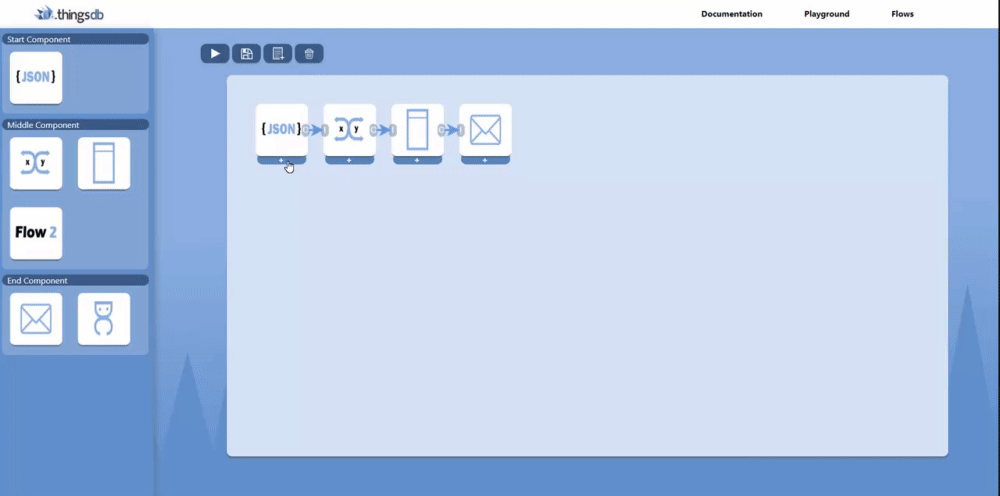 .thingsdb
Documentation
Playground
Flows
Start Component
{JSON}
Middle Component
x y
Flow 2
End Component
{JSON}
x y
+
+
+
+